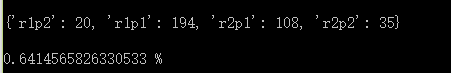 {'r1p2': 20, 'r1p1': 194, 'r2p1': 108, 'r2p2': 35}
0.6414565826330533 %